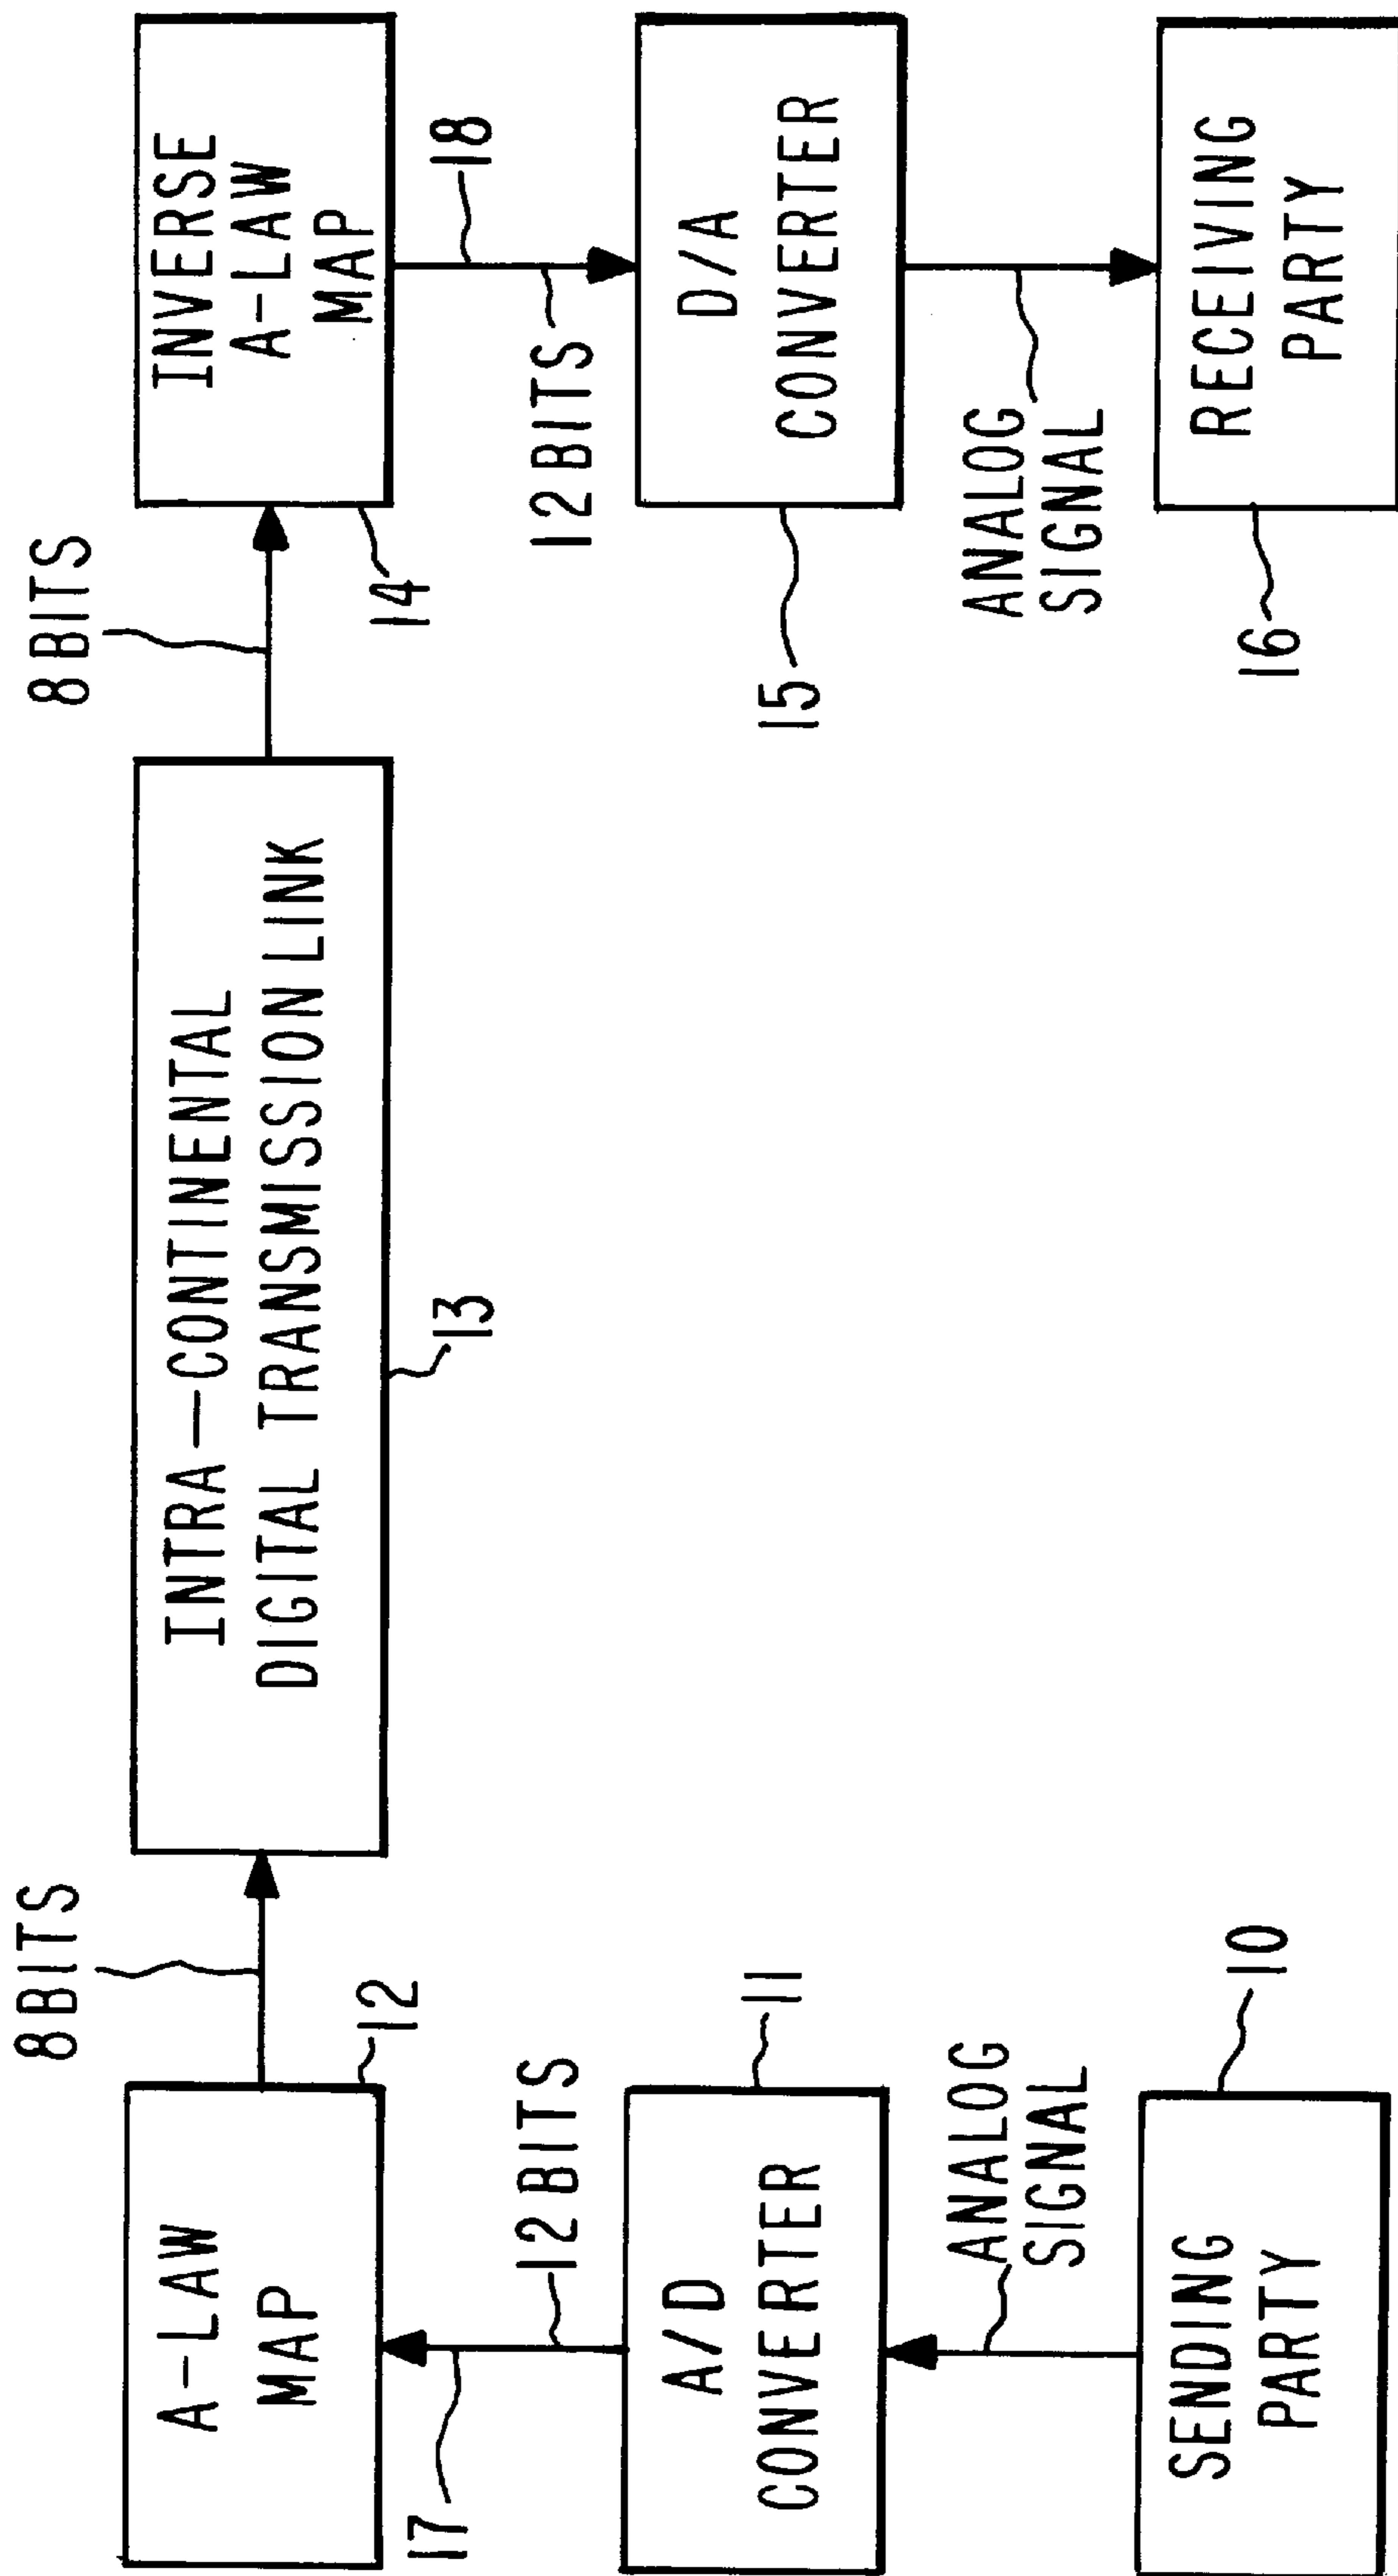 8 BITS
8 BITS
A-LAW
MAP
INTRA-CONTINENTAL
DIGITAL TRANSMISSION LINK
INVERSE
A-LAW
MAP
12
13
14
17
12 BITS
18
12 BITS
11
15
A/D
CONVERTER
D/A
CONVERTER
ANALOG
SIGNAL
ANALOG
SIGNAL
10
16
SENDING
PARTY
RECEIVING
PARTY